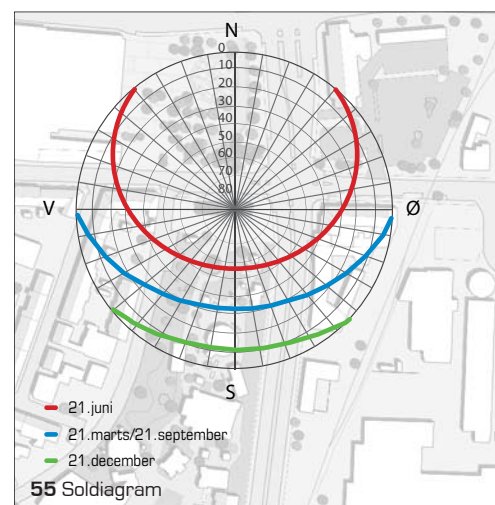 N
0
10
20
30
40
50
60
70
80
V
Ø
S
21.juni
21.marts/21.september
21.december
55 Soldiagram